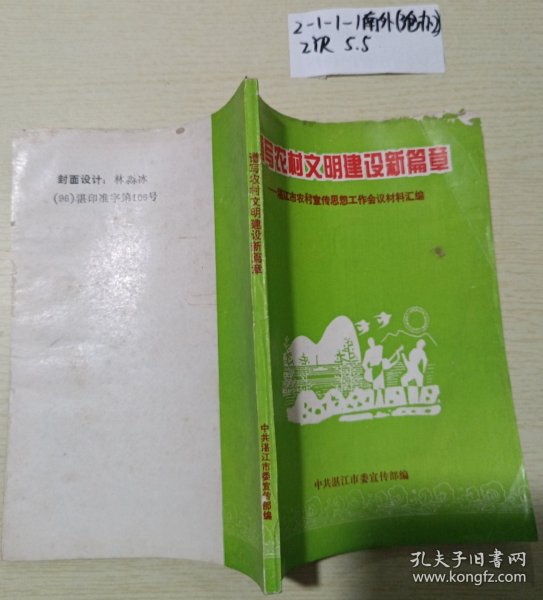 2-1-1-1南外(沧办)
2YR 5.5
封面设计：林淼冰
(96)湛印准字第106号
谱写农村文明建设新篇章
中共湛江市委宣传部编
谱写农村文明建设新篇章
——湛江市农村宣传思想工作会议材料汇编
中共湛江市委宣传部编
孔夫子旧书网
www.kongfz.com